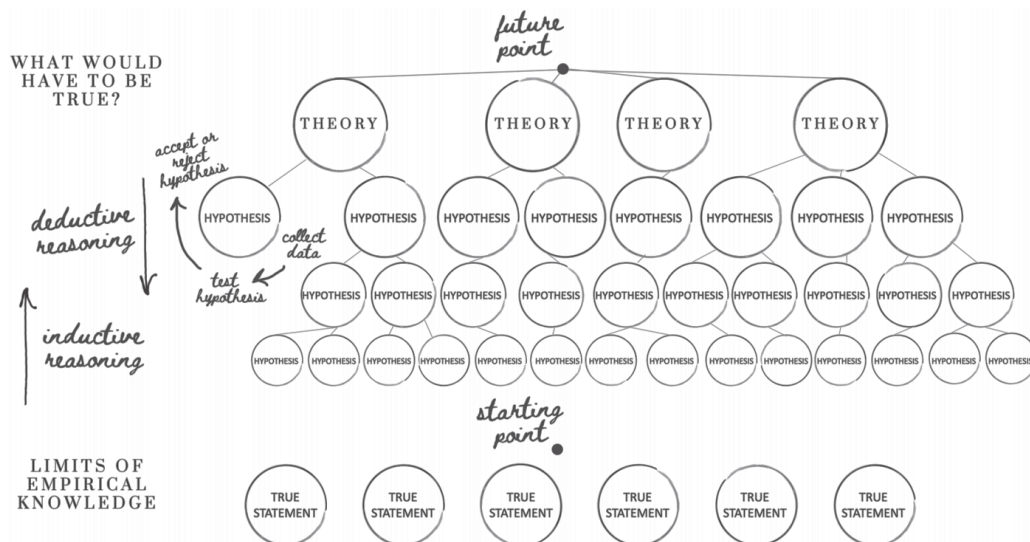 future
point
WHAT WOULD
HAVE TO BE
TRUE?
THEORY
THEORY
THEORY
THEORY
accept or
reject
hypothesis
deductive
reasoning
HYPOTHESIS
HYPOTHESIS
HYPOTHESIS
HYPOTHESIS
HYPOTHESIS
HYPOTHESIS
HYPOTHESIS
HYPOTHESIS
collect
data
test
hypothesis
HYPOTHESIS
HYPOTHESIS
HYPOTHESIS
HYPOTHESIS
HYPOTHESIS
HYPOTHESIS
HYPOTHESIS
HYPOTHESIS
HYPOTHESIS
HYPOTHESIS
inductive
reasoning
HYPOTHESIS
HYPOTHESIS
HYPOTHESIS
HYPOTHESIS
HYPOTHESIS
HYPOTHESIS
HYPOTHESIS
HYPOTHESIS
HYPOTHESIS
HYPOTHESIS
HYPOTHESIS
HYPOTHESIS
HYPOTHESIS
HYPOTHESIS
starting
point
LIMITS OF
EMPIRICAL
KNOWLEDGE
TRUE
STATEMENT
TRUE
STATEMENT
TRUE
STATEMENT
TRUE
STATEMENT
TRUE
STATEMENT
TRUE
STATEMENT